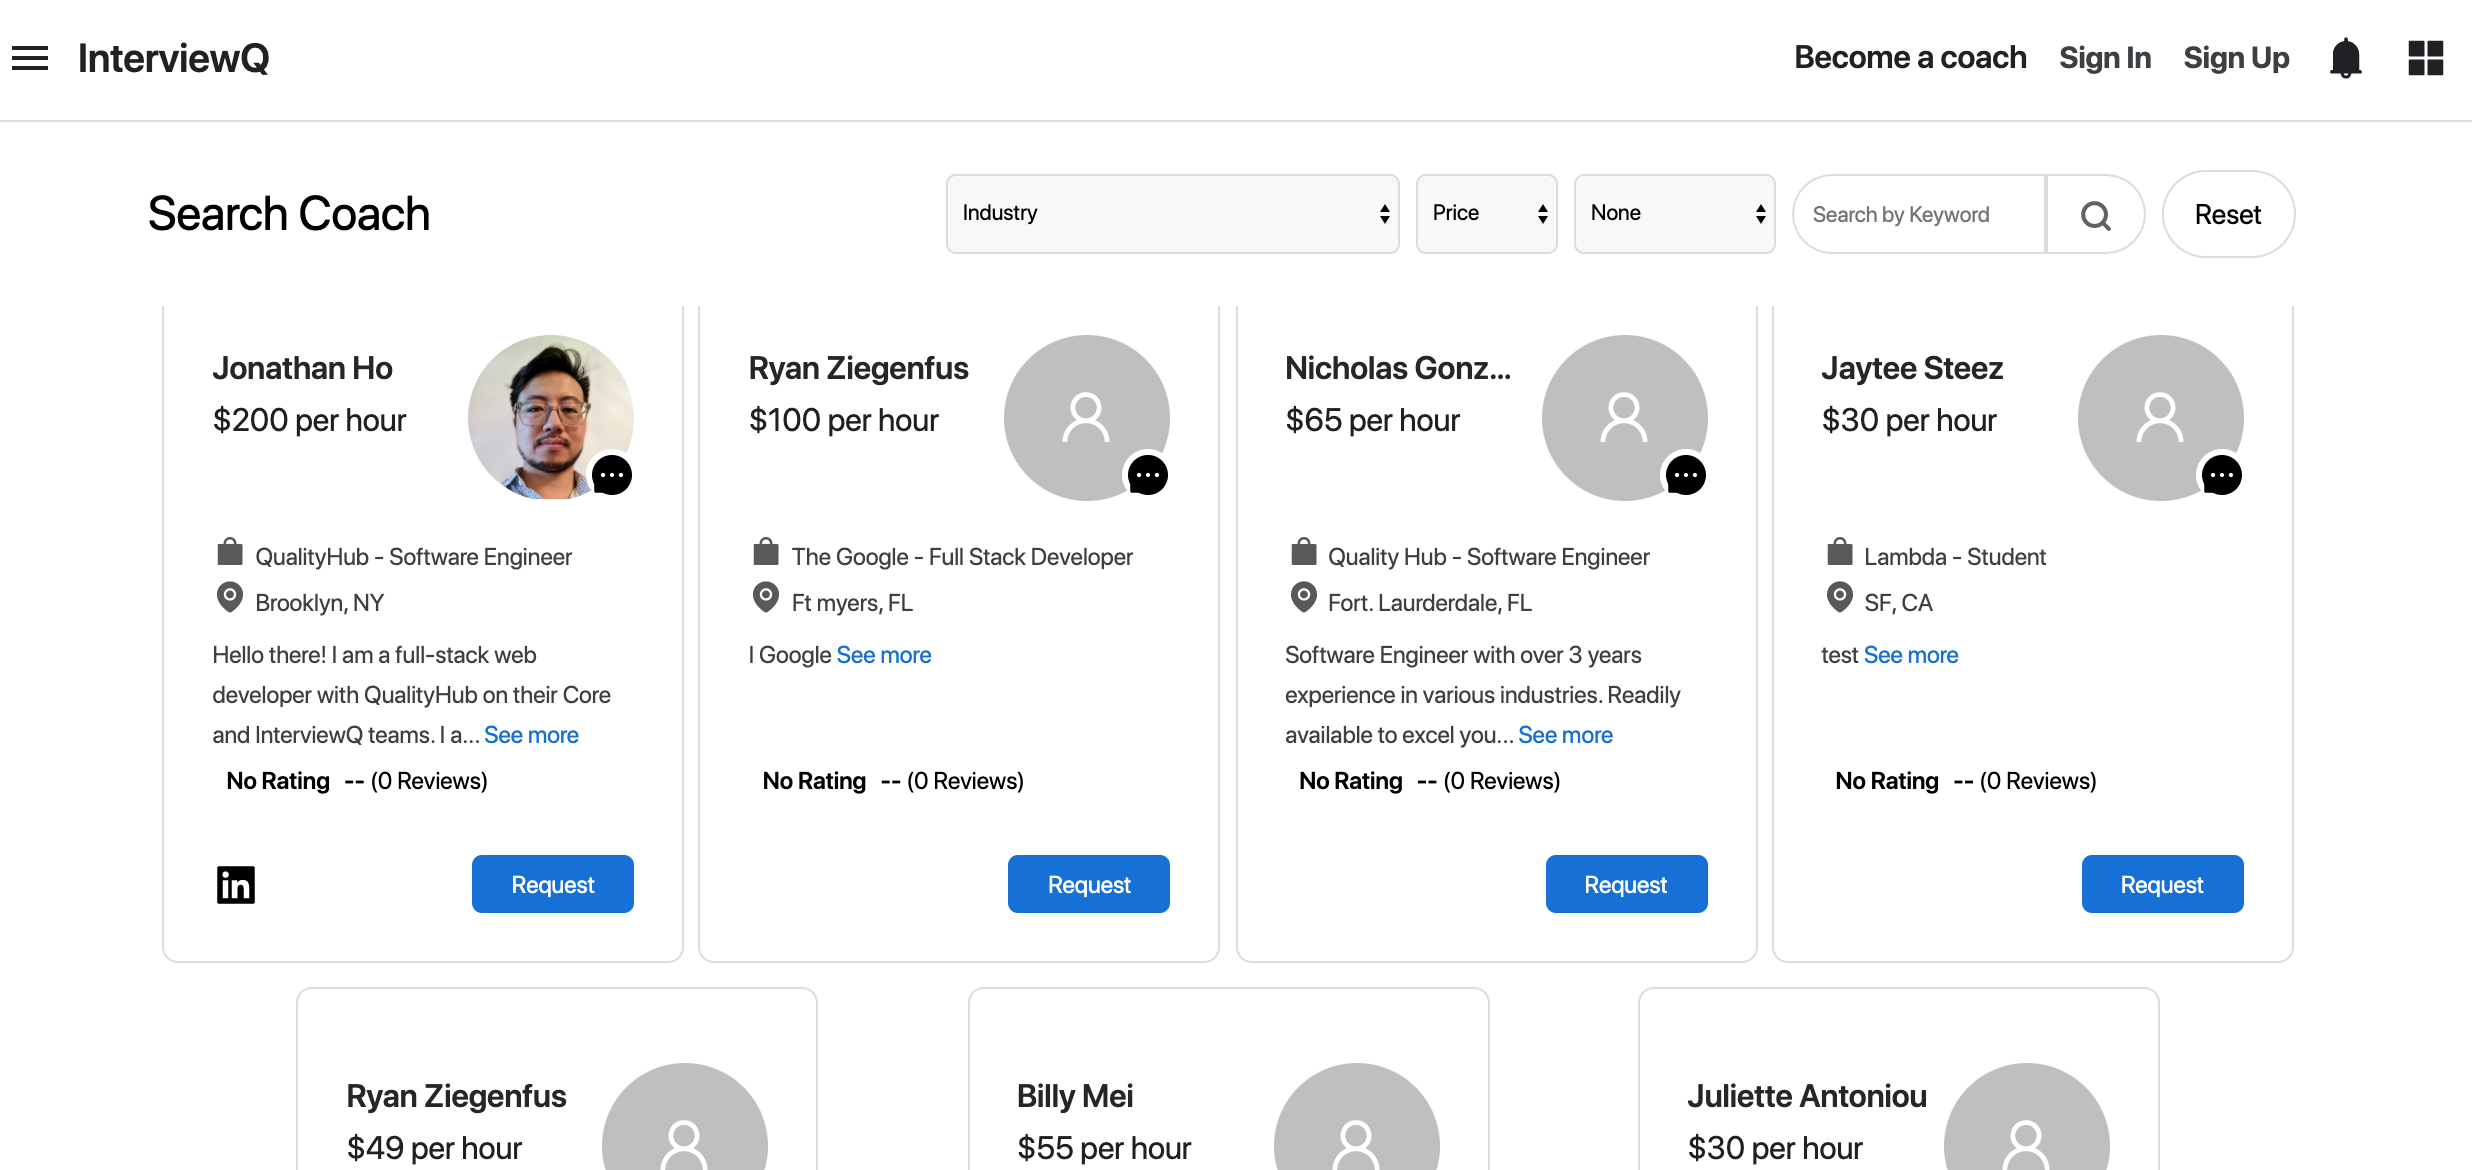 InterviewQ
Become a coach
Sign In
Sign Up
Search Coach
Industry
Price
None
Search by Keyword
Reset
Jonathan Ho
$200 per hour
QualityHub - Software Engineer
Brooklyn, NY
Hello there! I am a full-stack web
developer with QualityHub on their Core
and InterviewQ teams. I a... See more
No Rating -- (0 Reviews)
in
Request
Ryan Ziegenfus
$100 per hour
The Google - Full Stack Developer
Ft myers, FL
I Google See more
No Rating -- (0 Reviews)
Request
Nicholas Gonz...
$65 per hour
Quality Hub - Software Engineer
Fort. Laurderdale, FL
Software Engineer with over 3 years
experience in various industries. Readily
available to excel you... See more
No Rating -- (0 Reviews)
Request
Jaytee Steez
$30 per hour
Lambda - Student
SF, CA
test See more
No Rating -- (0 Reviews)
Request
Ryan Ziegenfus
$49 per hour
Billy Mei
$55 per hour
Juliette Antoniou
$30 per hour